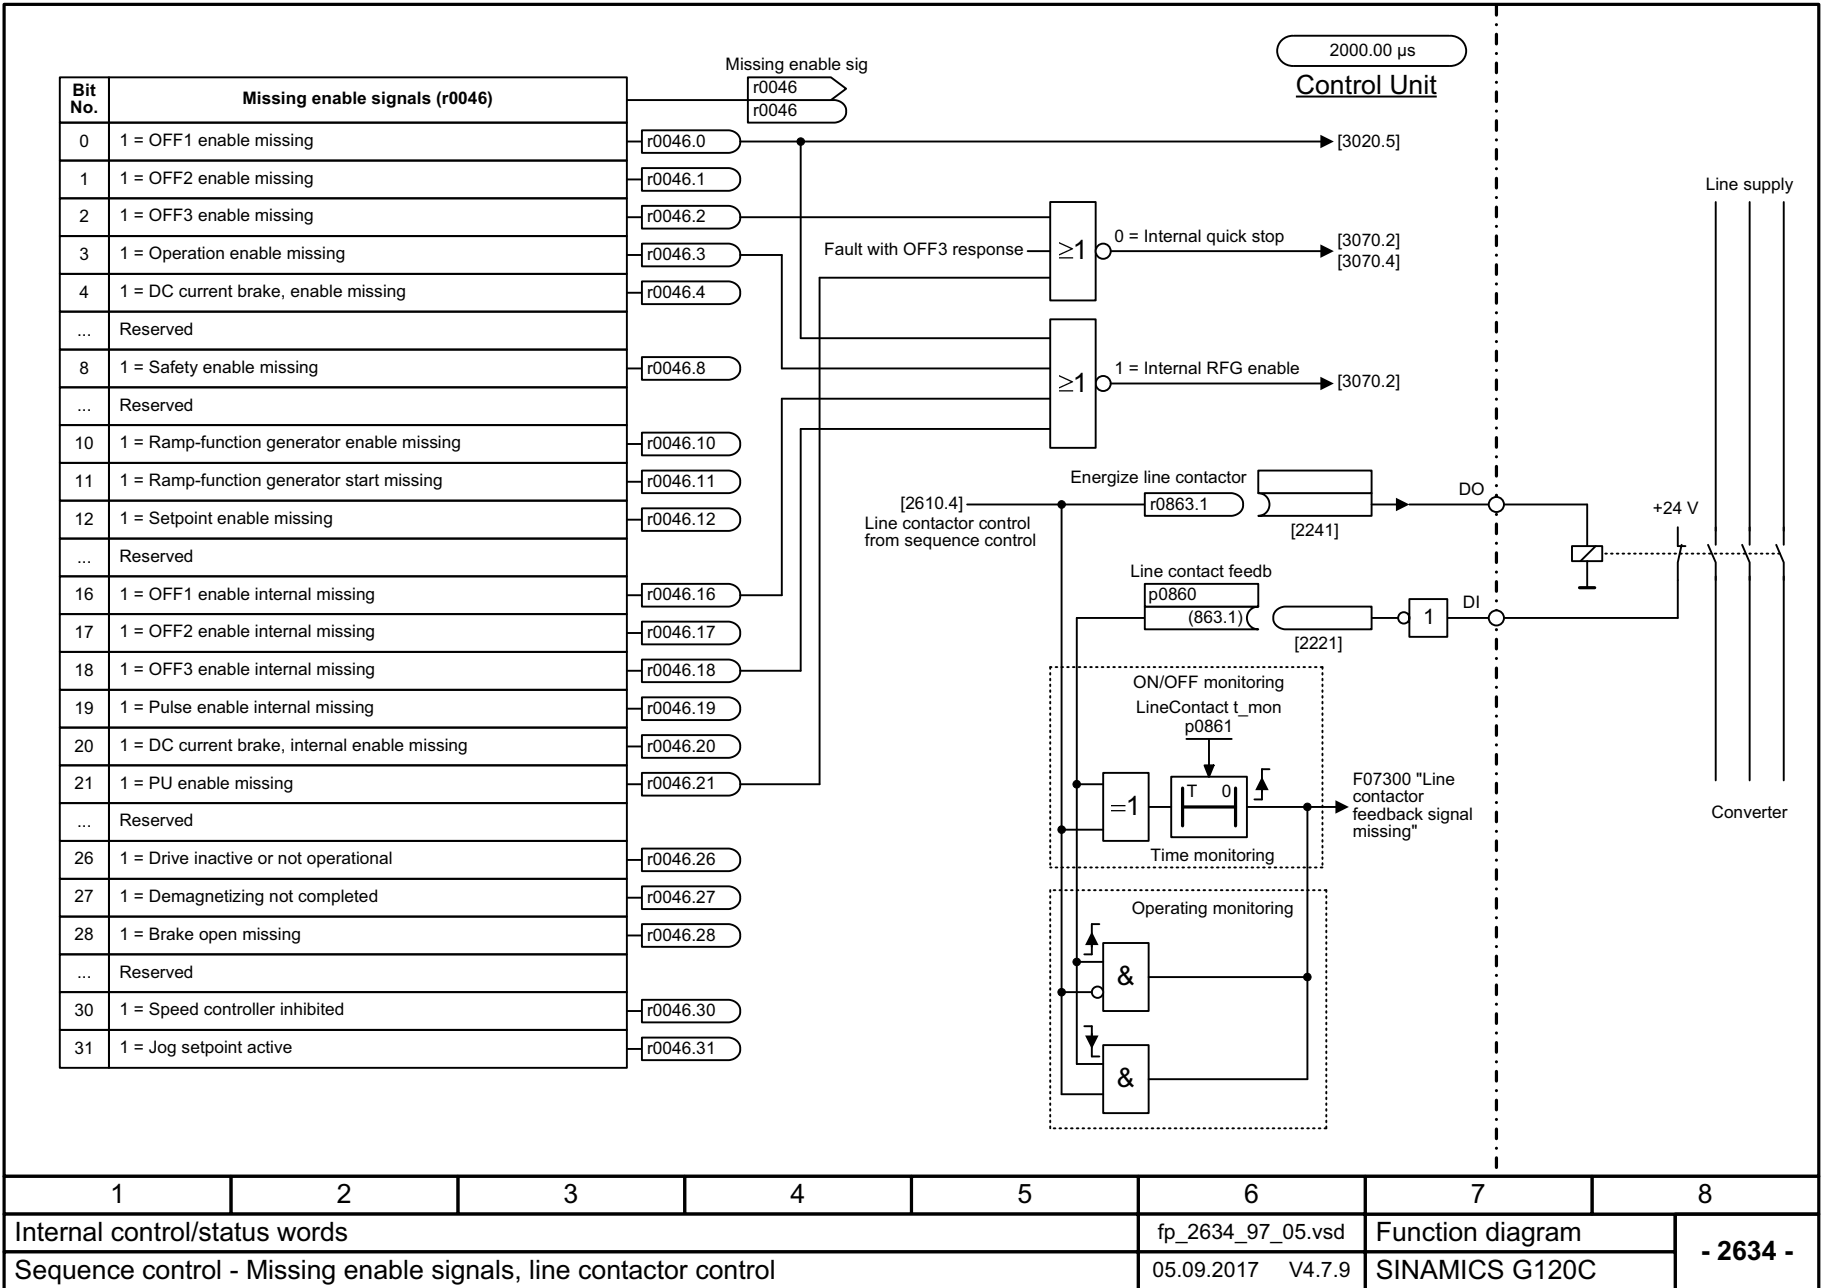 2000.00 µs
Control Unit
Missing enable sig
r0046
r0046
Bit No. Missing enable signals (r0046)
0 1 = OFF1 enable missing r0046.0 [3020.5]
1 1 = OFF2 enable missing r0046.1
2 1 = OFF3 enable missing r0046.2
3 1 = Operation enable missing r0046.3
4 1 = DC current brake, enable missing r0046.4
... Reserved
8 1 = Safety enable missing r0046.8
... Reserved
10 1 = Ramp-function generator enable missing r0046.10
11 1 = Ramp-function generator start missing r0046.11
12 1 = Setpoint enable missing r0046.12
... Reserved
16 1 = OFF1 enable internal missing r0046.16
17 1 = OFF2 enable internal missing r0046.17
18 1 = OFF3 enable internal missing r0046.18
19 1 = Pulse enable internal missing r0046.19
20 1 = DC current brake, internal enable missing r0046.20
21 1 = PU enable missing r0046.21
... Reserved
26 1 = Drive inactive or not operational r0046.26
27 1 = Demagnetizing not completed r0046.27
28 1 = Brake open missing r0046.28
... Reserved
30 1 = Speed controller inhibited r0046.30
31 1 = Jog setpoint active r0046.31
Fault with OFF3 response
≥1
0 = Internal quick stop
[3070.2]
[3070.4]
≥1
1 = Internal RFG enable
[3070.2]
Line supply
Energize line contactor
[2610.4]
r0863.1
DO
Line contactor control
from sequence control
[2241]
+24 V
Line contact feedb
p0860
(863.1)
1
DI
[2221]
ON/OFF monitoring
LineContact t_mon
p0861
=1
T 0
F07300 "Line
contactor
feedback signal
missing"
Time monitoring
Converter
Operating monitoring
&
&
1 2 3 4 5 6 7 8
Internal control/status words fp_2634_97_05.vsd Function diagram
- 2634 -
Sequence control - Missing enable signals, line contactor control 05.09.2017 V4.7.9 SINAMICS G120C